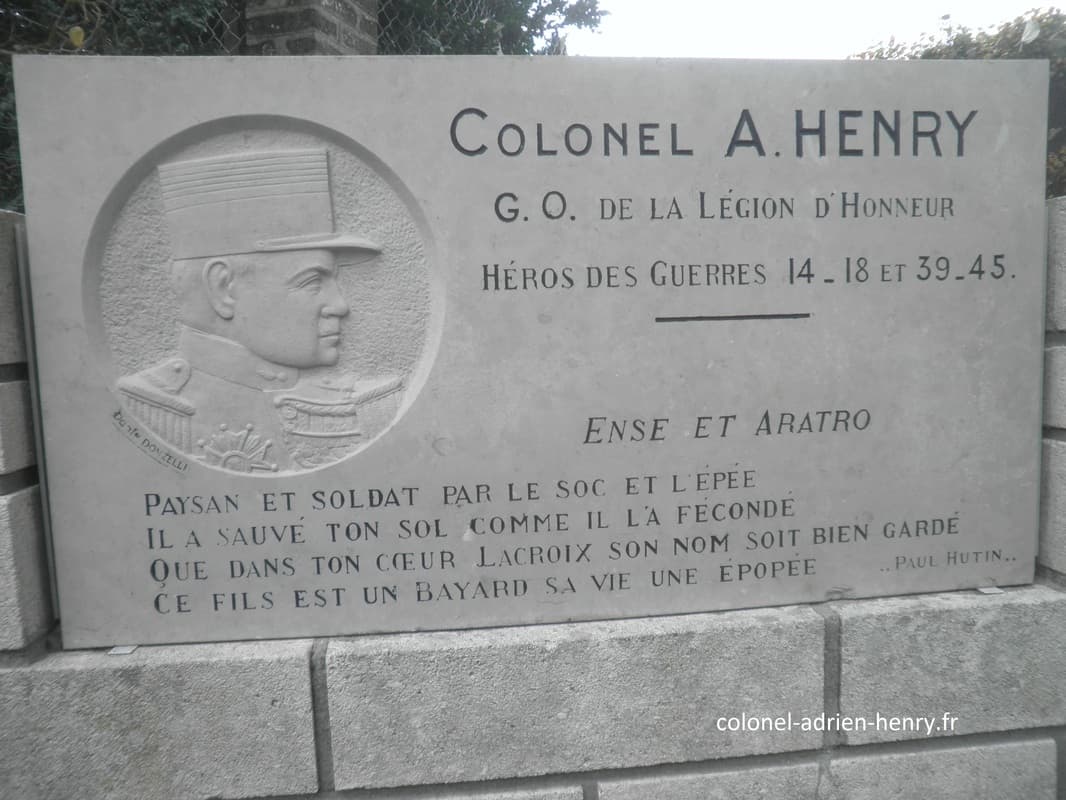 COLONEL A. HENRY
G. O. DE LA LÉGION D'HONNEUR
HÉROS DES GUERRES 14-18 ET 39-45.
ENSE ET ARATRO
Dante DONZELLI
PAYSAN ET SOLDAT PAR LE SOC ET L'ÉPÉE
IL A SAUVÉ TON SOL COMME IL L'A FÉCONDÉ
QUE DANS TON CŒUR LACROIX SON NOM SOIT BIEN GARDÉ
CE FILS EST UN BAYARD SA VIE UNE ÉPOPÉE
..PAUL HUTIN..
colonel-adrien-henry.fr